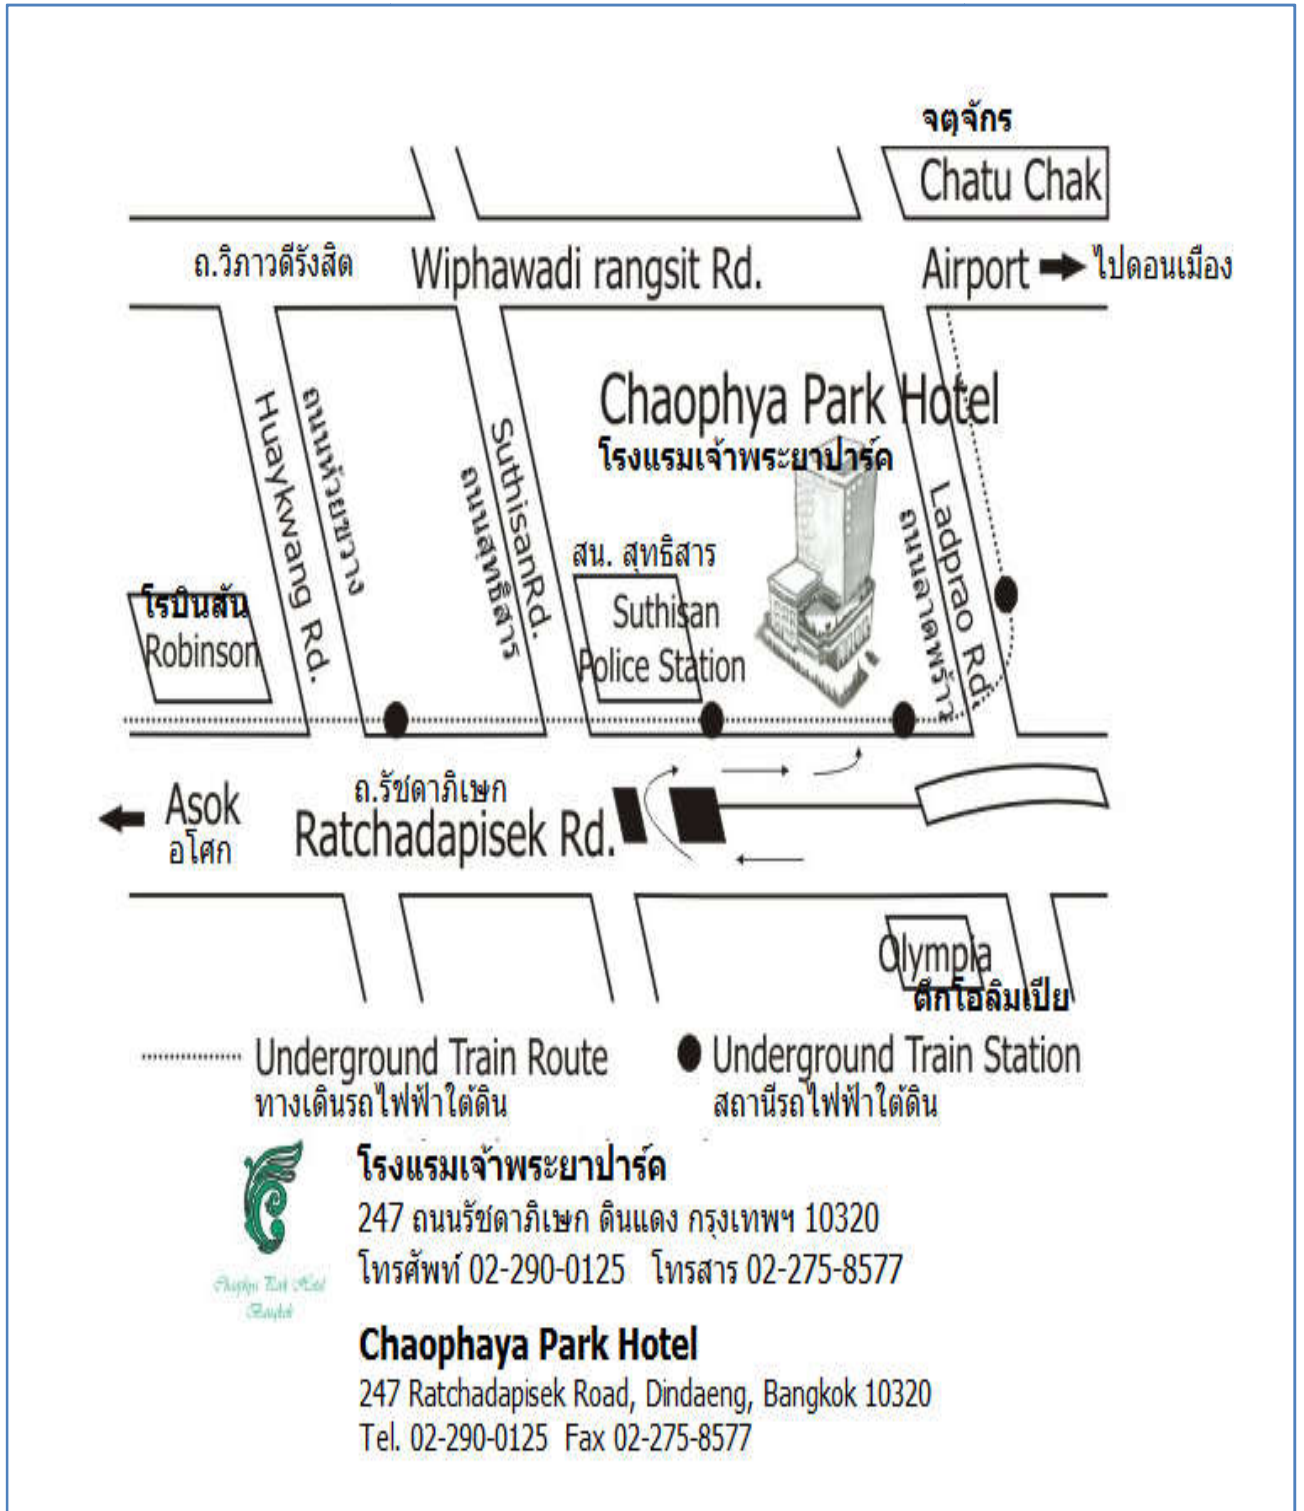 จตุจักร
Chatu Chak
ถ.วิภาวดีรังสิต
Wiphawadi rangsit Rd.
Airport
ไปดอนเมือง
Chaophya Park Hotel
โรงแรมเจ้าพระยาปาร์ค
Huaykwang Rd.
ถนนห้วยขวาง
SuthisanRd.
ถนนสุทธิสาร
สน. สุทธิสาร
Suthisan
Police Station
Ladprao Rd.
ถนนลาดพร้าว
โรบินสัน
Robinson
Asok
อโศก
ถ.รัชดาภิเษก
Ratchadapisek Rd.
Olympia
ตึกโอลิมเปีย
Underground Train Route
ทางเดินรถไฟฟ้าใต้ดิน
Underground Train Station
สถานีรถไฟฟ้าใต้ดิน
Chaophya Park Hotel
Bangkok
โรงแรมเจ้าพระยาปาร์ค
247 ถนนรัชดาภิเษก ดินแดง กรุงเทพฯ 10320
โทรศัพท์ 02-290-0125 โทรสาร 02-275-8577
Chaophaya Park Hotel
247 Ratchadapisek Road, Dindaeng, Bangkok 10320
Tel. 02-290-0125 Fax 02-275-8577